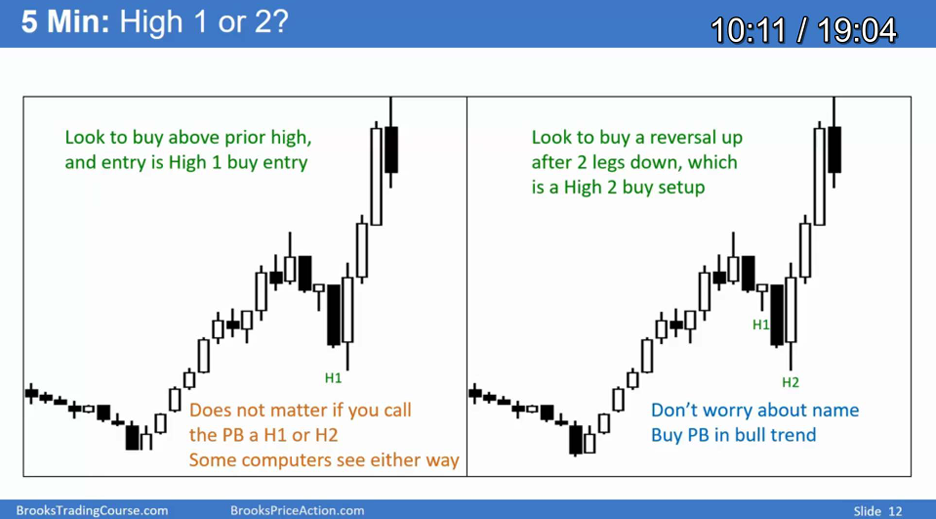 5 Min: High 1 or 2?
10:11 / 19:04
Look to buy above prior high,
and entry is High 1 buy entry
H1
Does not matter if you call
the PB a H1 or H2
Some computers see either way
Look to buy a reversal up
after 2 legs down, which
is a High 2 buy setup
H1
H2
Don't worry about name
Buy PB in bull trend
BrooksTradingCourse.com
BrooksPriceAction.com
Slide 12